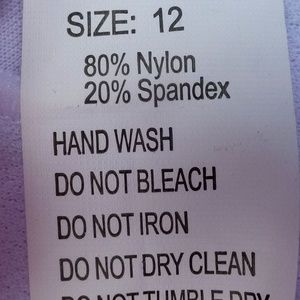 SIZE: 12
80% Nylon
20% Spandex
HAND WASH
DO NOT BLEACH
DO NOT IRON
DO NOT DRY CLEAN
DO NOT TUMBLE DRY